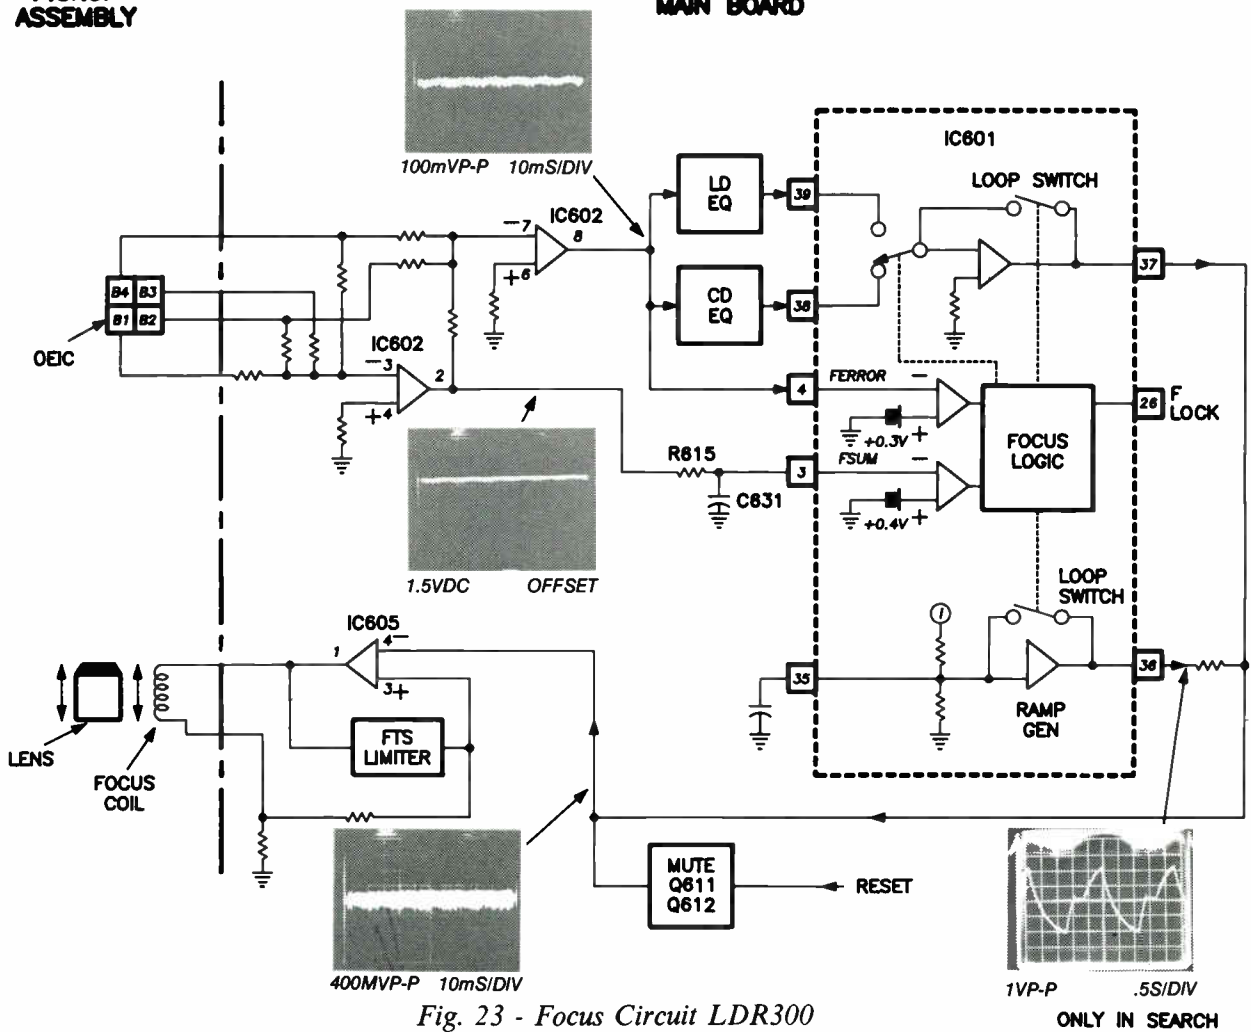 ASSEMBLY
MAIN BOARD
100mVP-P 10mS/DIV
LD
EQ
39
IC601
LOOP SWITCH
IC602
-7
8
+6
37
B4 B3
B1 B2
OEIC
CD
EQ
38
IC602
-3
2
+4
4
FERROR -
+0.3V +
FOCUS
LOGIC
26
F
LOCK
R615
3
FSUM -
C631
+0.4V +
1.5VDC OFFSET
LOOP
SWITCH
IC605
4-
1
3+
I
35
36
RAMP
GEN
FTS
LIMITER
LENS
FOCUS
COIL
MUTE
Q611
Q612
RESET
400MVP-P 10mS/DIV
1VP-P .5S/DIV
Fig. 23 - Focus Circuit LDR300
ONLY IN SEARCH